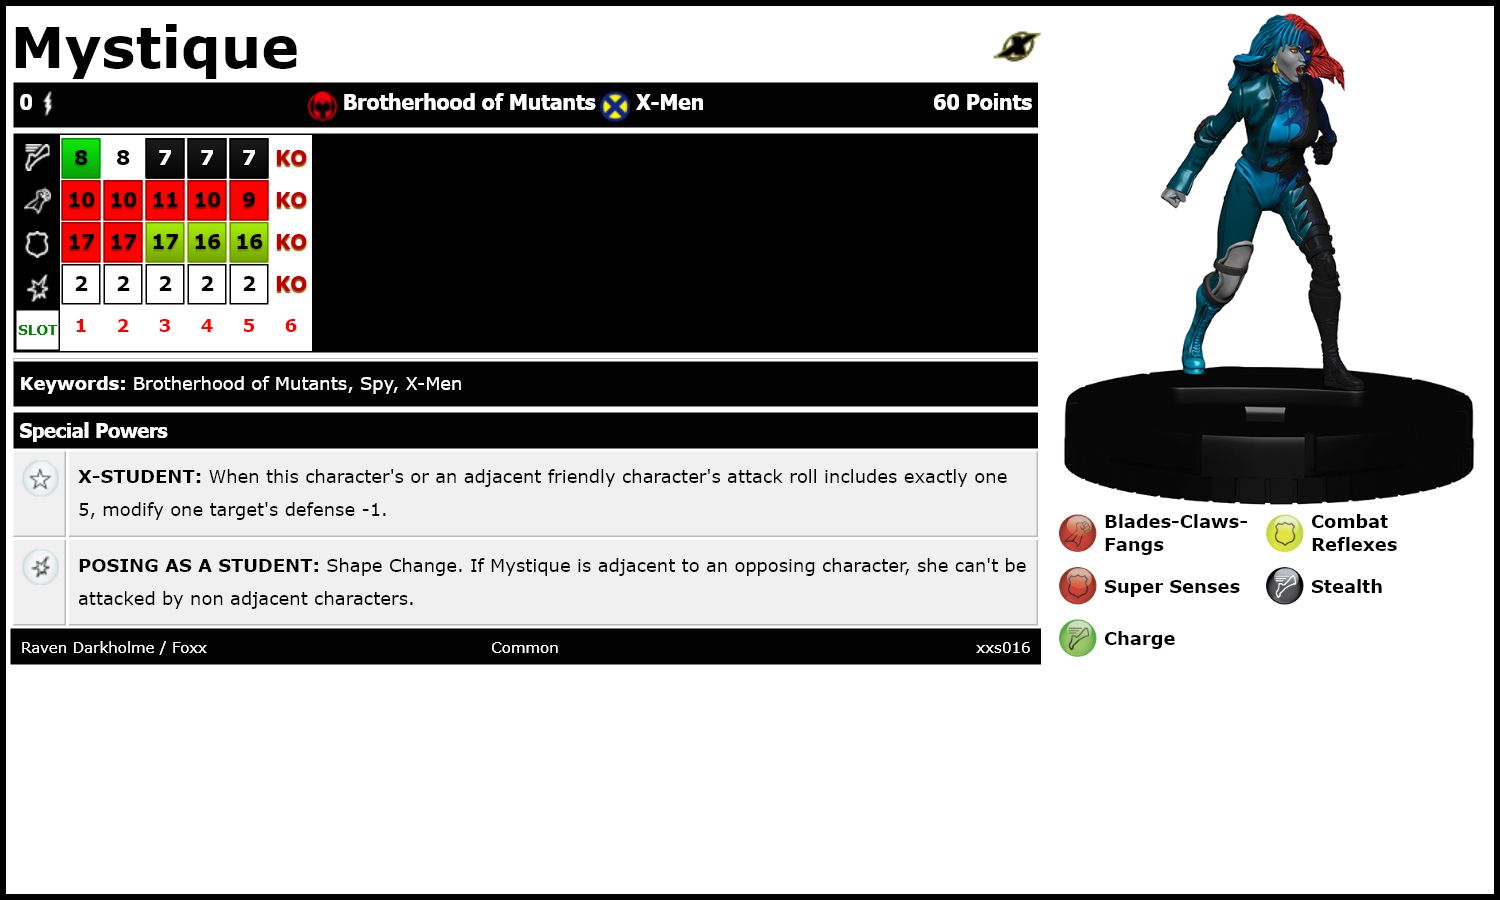 Mystique
0 Brotherhood of Mutants X-Men 60 Points
8 8 7 7 7 KO
10 10 11 10 9 KO
17 17 17 16 16 KO
2 2 2 2 2 KO
SLOT 1 2 3 4 5 6
Keywords: Brotherhood of Mutants, Spy, X-Men
Special Powers
X-STUDENT: When this character's or an adjacent friendly character's attack roll includes exactly one
5, modify one target's defense -1.
POSING AS A STUDENT: Shape Change. If Mystique is adjacent to an opposing character, she can't be
attacked by non adjacent characters.
Raven Darkholme / Foxx Common xxs016
Blades-Claws-
Fangs
Combat
Reflexes
Super Senses
Stealth
Charge